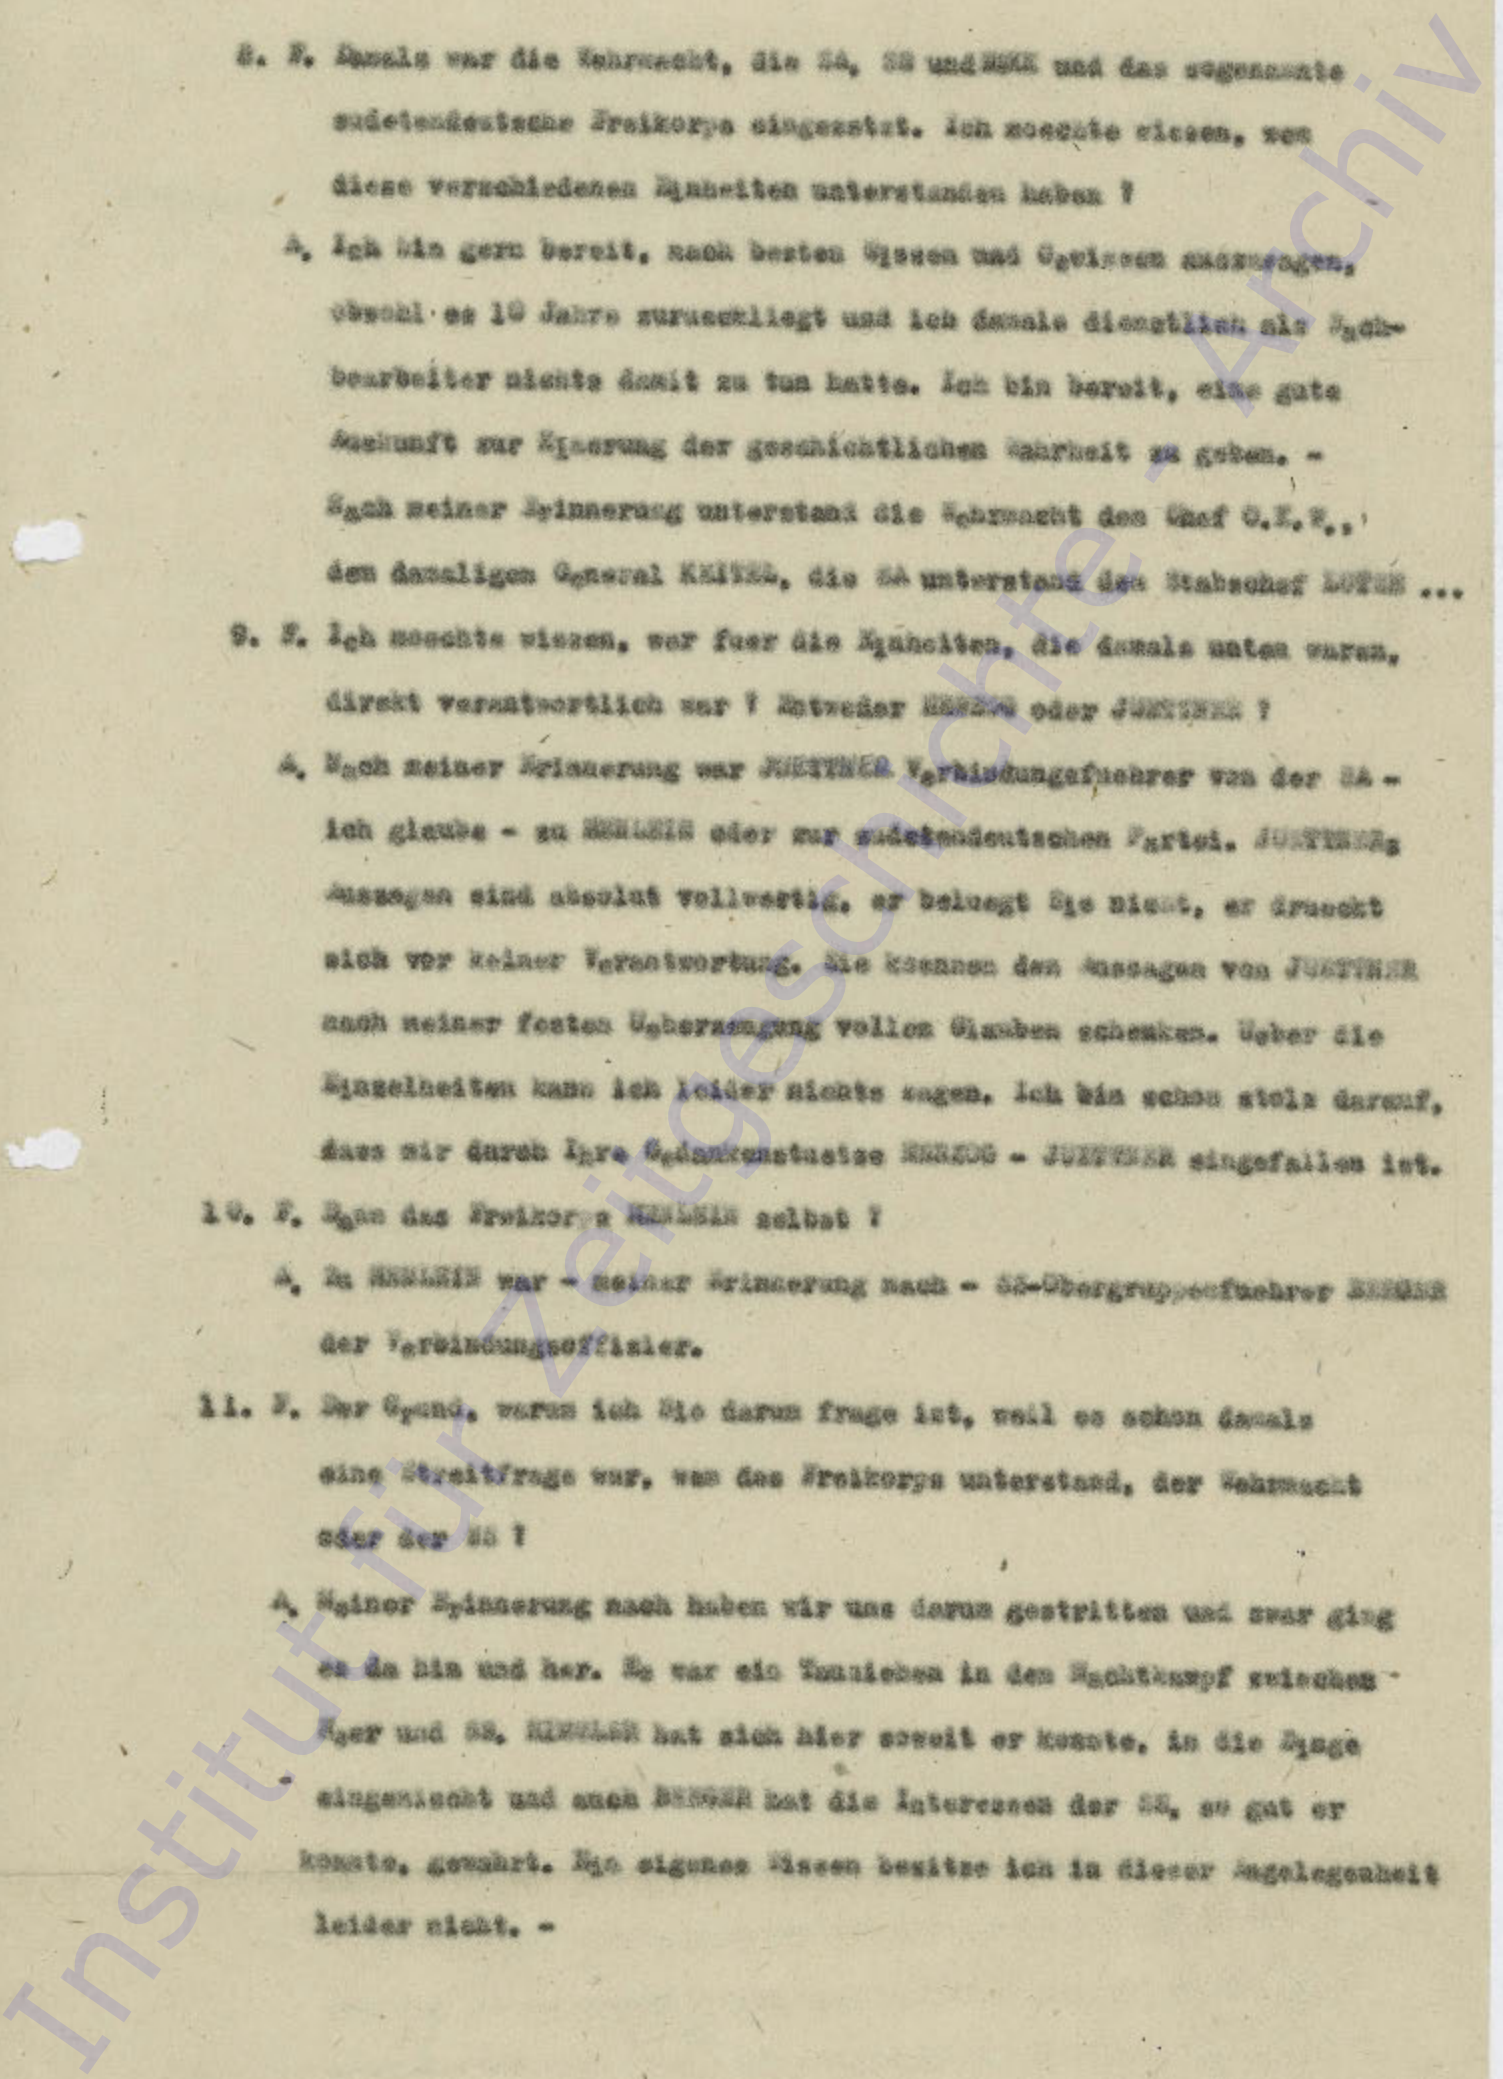 8. F. Damals war die Wehrmacht, die SA, SS und NSKK und das sogenannte
sudetendeutsche Freikorps eingesetzt. Ich moechte wissen, wem
diese verschiedenen Einheiten unterstanden haben ?
A. Ich bin gern bereit, nach besten Wissen und Gewissen auszusagen,
obwohl es 10 Jahre zurueckliegt und ich damals dienstlich als Sach-
bearbeiter nichts damit zu tun hatte. Ich bin bereit, eine gute
Auskunft zur Klaerung der geschichtlichen Wahrheit zu geben. -
Nach meiner Erinnerung unterstand die Wehrmacht dem Chef O.K.W.,
dem damaligen General KEITEL, die SA unterstand dem Stabschef LUTZE ...
9. F. Ich moechte wissen, wer fuer die Einheiten, die damals unten waren,
direkt verantwortlich war ? Entweder HERZOG oder JUETTNER ?
A. Nach meiner Erinnerung war JUETTNER Verbindungsfuehrer von der SA -
ich glaube - zu HENLEIN oder zur sudetendeutschen Partei. JUETTNERs
Aussagen sind absolut vollwertig, er beluegt Sie nicht, er drueckt
sich vor keiner Verantwortung. Sie koennen den Aussagen von JUETTNER
nach meiner festen Ueberzeugung vollen Glauben schenken. Ueber die
Einzelheiten kann ich leider nichts sagen. Ich bin schon stolz darauf,
dass mir durch Ihre Gedankenstuetze HERZOG - JUETTNER eingefallen ist.
10. F. Dann das Freikorps HENLEIN selbst ?
A. Zu HENLEIN war - meiner Erinnerung nach - SS-Obergruppenfuehrer BERGER
der Verbindungsoffizier.
11. F. Der Grund, warum ich Sie darum frage ist, weil es schon damals
eine Streitfrage war, wem das Freikorps unterstand, der Wehrmacht
oder der SS ?
A. Meiner Erinnerung nach haben wir uns darum gestritten und zwar ging
es da hin und her. Es war ein Tauziehen in dem Machtkampf zwischen
Heer und SS. HIMMLER hat sich hier soweit er konnte, in die Dinge
eingemischt und auch BERGER hat die Interessen der SS, so gut er
konnte, gewahrt. Ein eigenes Wissen besitze ich in dieser Angelegenheit
leider nicht. -
Institut für Zeitgeschichte - Archiv